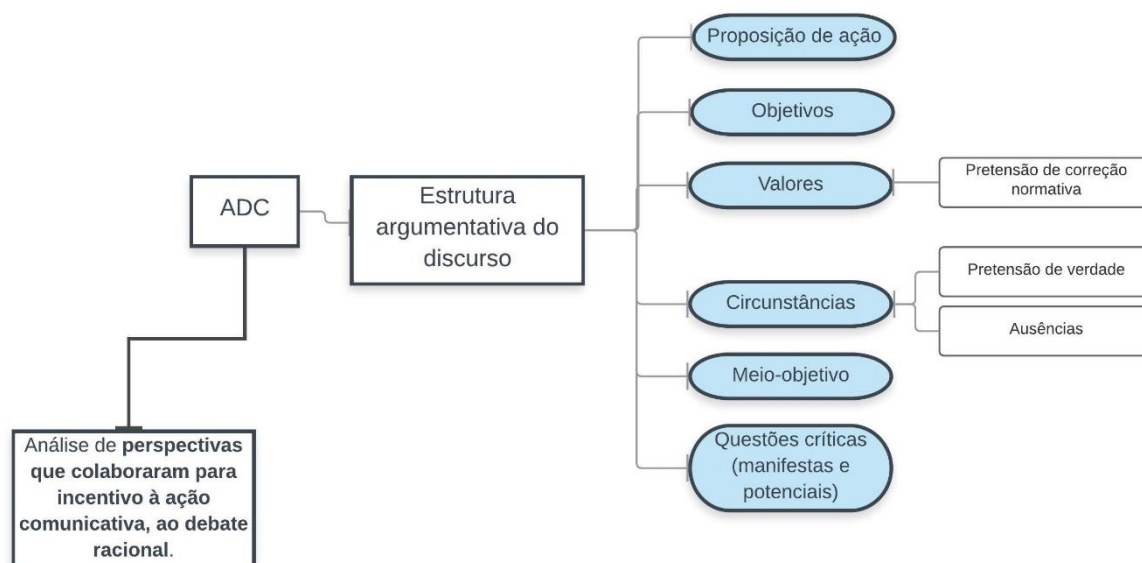 Proposição de ação
Objetivos
Valores
Pretensão de correção
normativa
ADC
Estrutura
argumentativa do
discurso
Circunstâncias
Pretensão de verdade
Ausências
Meio-objetivo
Questões críticas
(manifestas e
potenciais)
Análise de perspectivas
que colaboraram para
incentivo à ação
comunicativa, ao debate
racional.